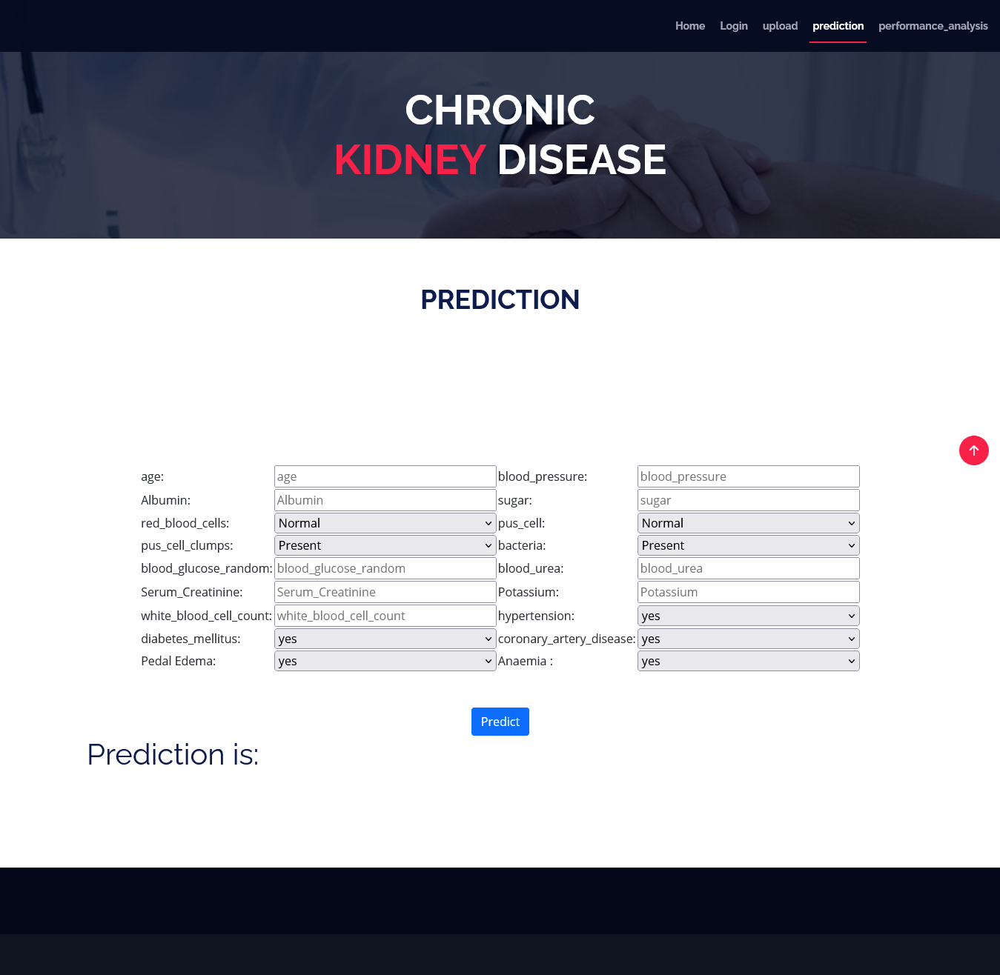 Home Login upload prediction performance_analysis
CHRONIC
KIDNEY DISEASE
PREDICTION
age: age blood_pressure: blood_pressure
Albumin: Albumin sugar: sugar
red_blood_cells: Normal pus_cell: Normal
pus_cell_clumps: Present bacteria: Present
blood_glucose_random: blood_glucose_random blood_urea: blood_urea
Serum_Creatinine: Serum_Creatinine Potassium: Potassium
white_blood_cell_count: white_blood_cell_count hypertension: yes
diabetes_mellitus: yes coronary_artery_disease: yes
Pedal Edema: yes Anaemia : yes
Predict
Prediction is: